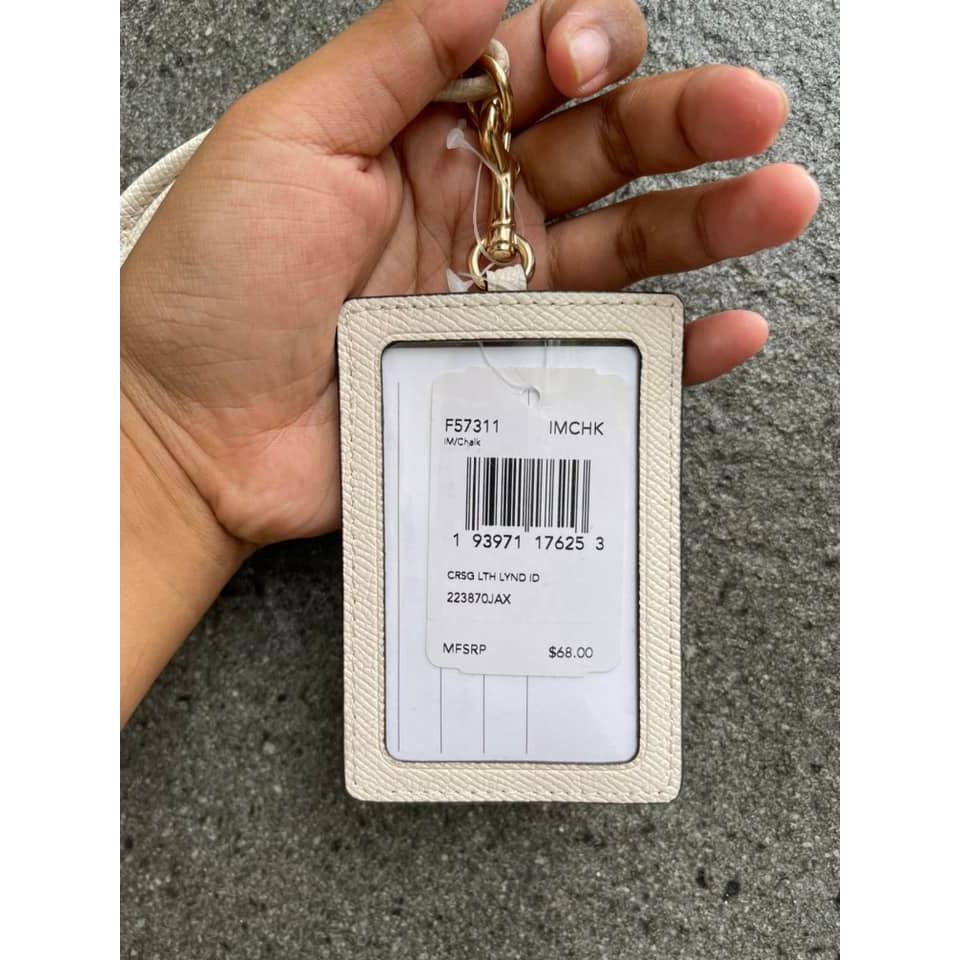 F57311 IMCHK
IM/Chalk
1 93971 17625 3
CRSG LTH LYND ID
223870JAX
MFSRP $68.00